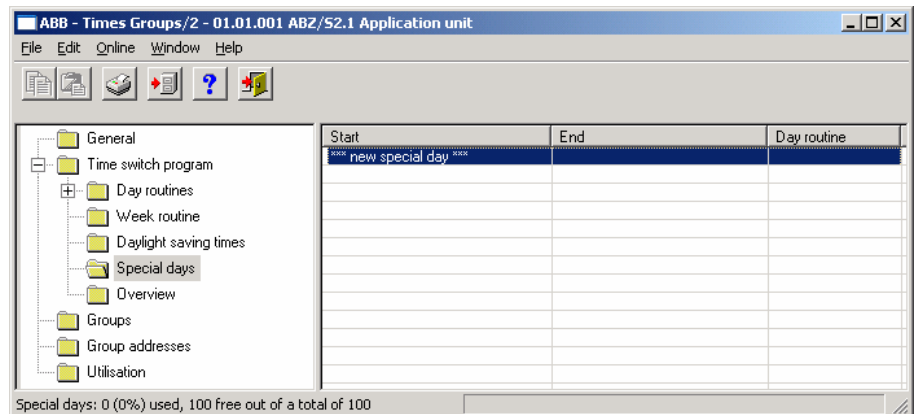 ABB - Times Groups/2 - 01.01.001 ABZ/S2.1 Application unit
File Edit Online Window Help
?
General
Time switch program
Day routines
Week routine
Daylight saving times
Special days
Overview
Groups
Group addresses
Utilisation
Start End Day routine
*** new special day ***
Special days: 0 (0%) used, 100 free out of a total of 100